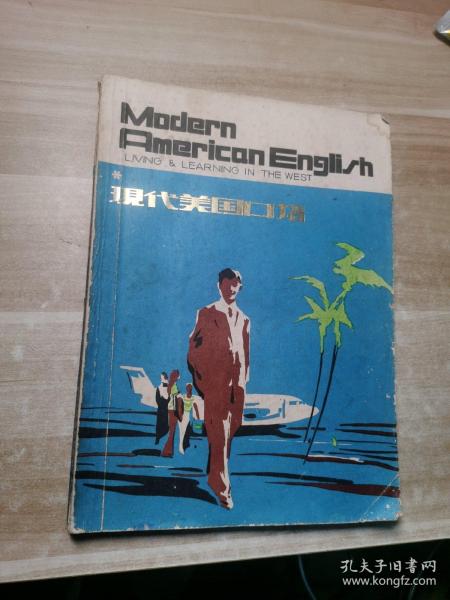 Modern
American English
LIVING & LEARNING IN THE WEST
*現代美国口语
孔夫子旧书网
www.kongfz.com